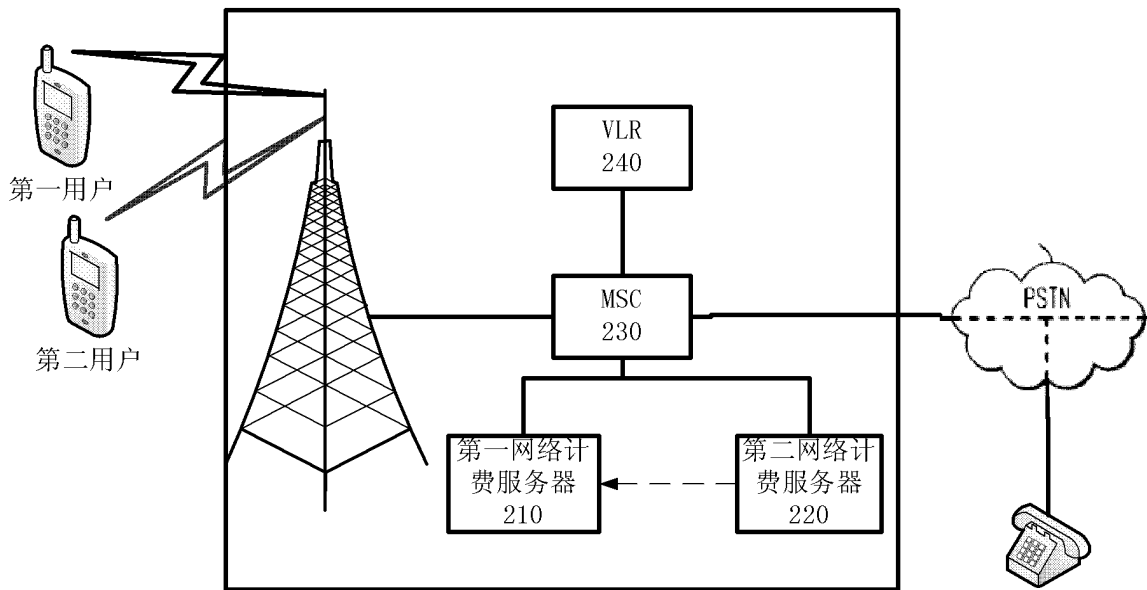 VLR
240
第一用户
MSC
230
PSTN
第二用户
第一网络计
费服务器
210
第二网络计
费服务器
220